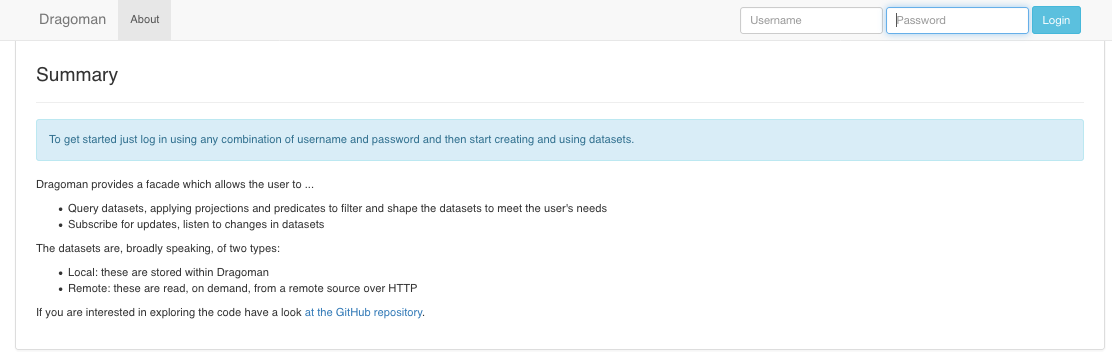 Dragoman About Username Password Login
Summary
To get started just log in using any combination of username and password and then start creating and using datasets.
Dragoman provides a facade which allows the user to ...
• Query datasets, applying projections and predicates to filter and shape the datasets to meet the user's needs
• Subscribe for updates, listen to changes in datasets
The datasets are, broadly speaking, of two types:
• Local: these are stored within Dragoman
• Remote: these are read, on demand, from a remote source over HTTP
If you are interested in exploring the code have a look at the GitHub repository.